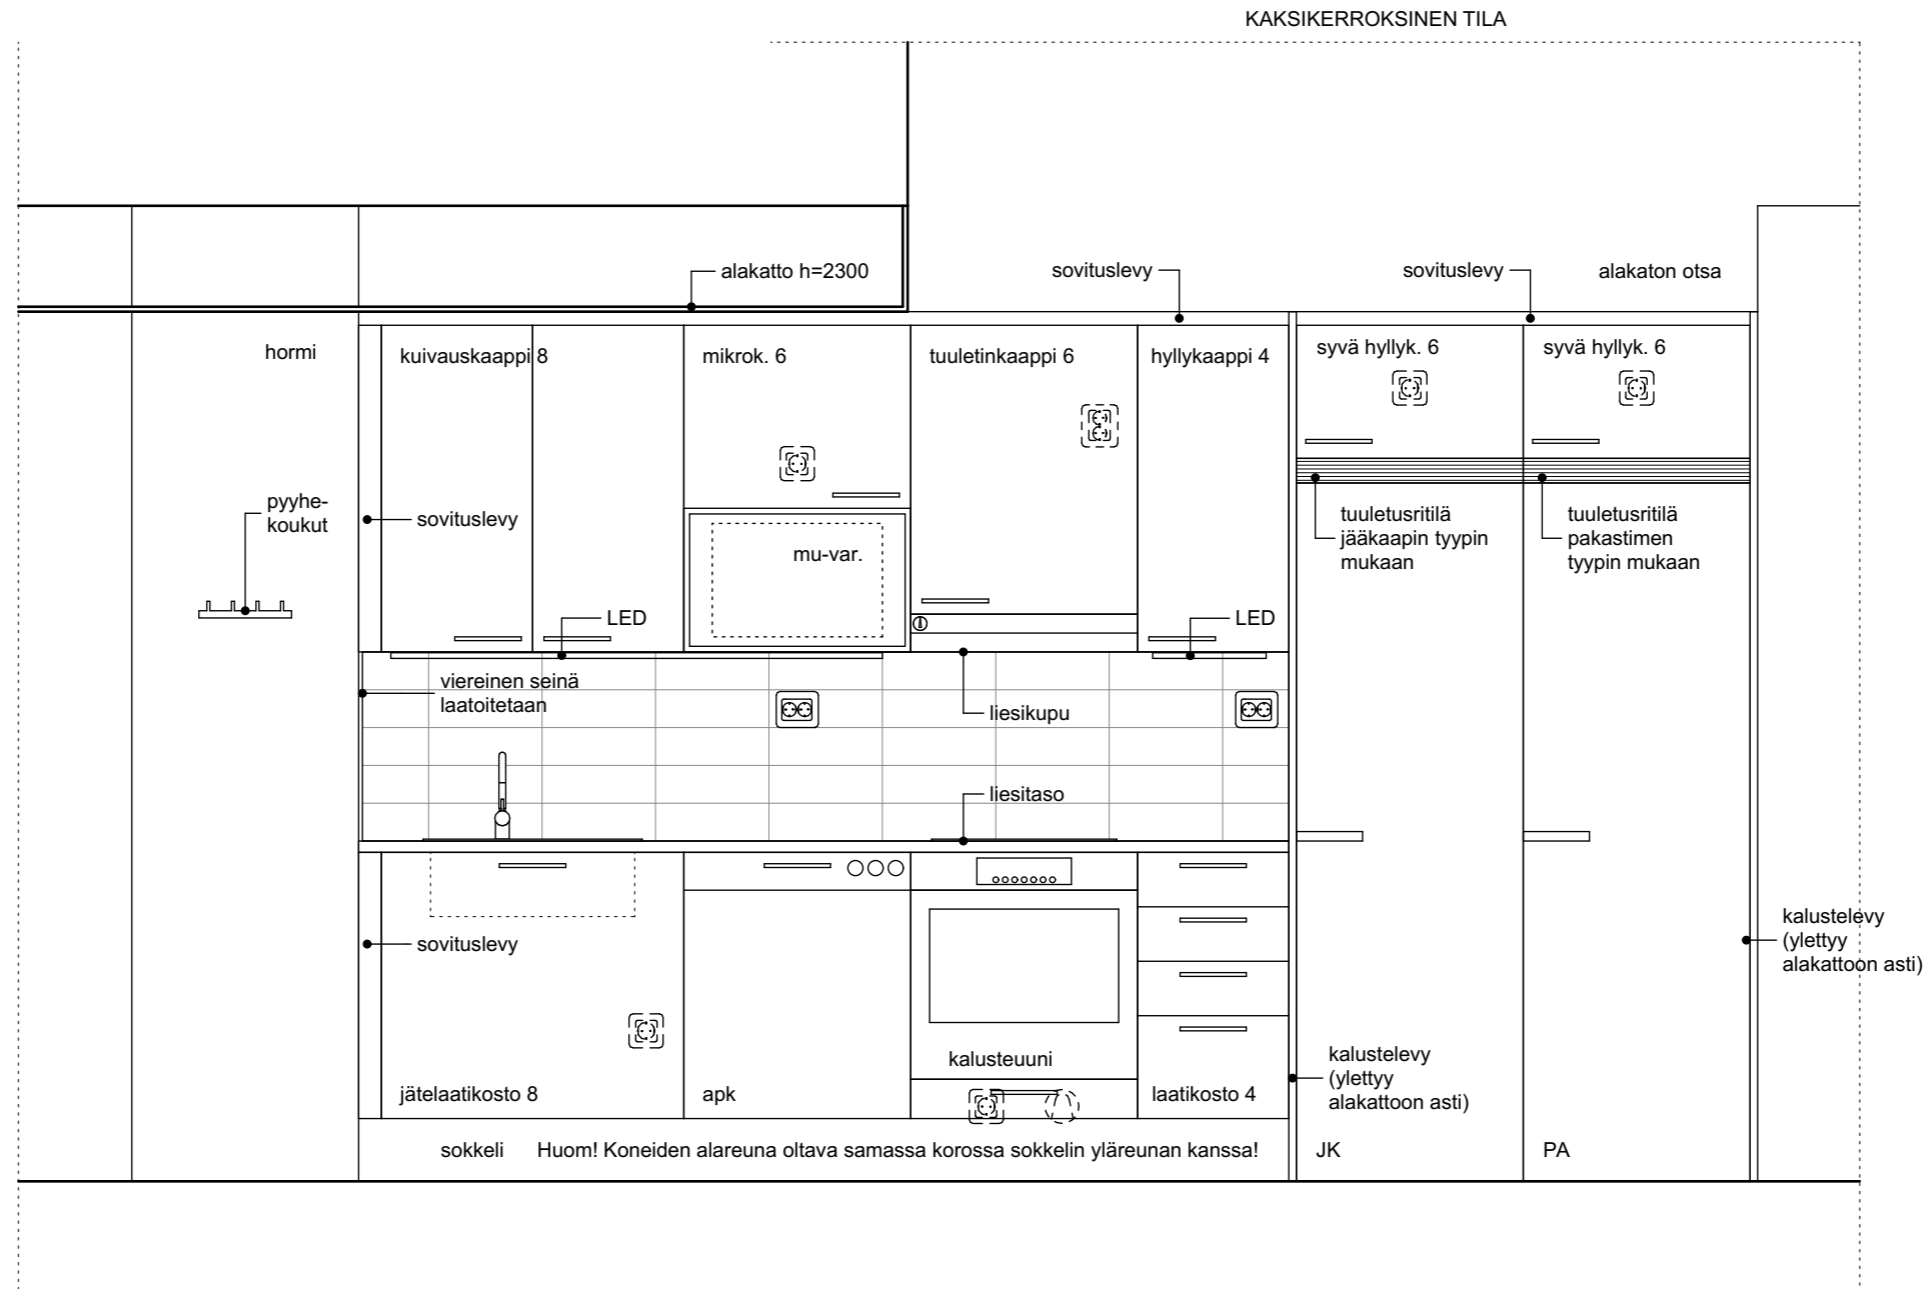 KAKSIKERROKSINEN TILA
alakatto h=2300
sovituslevy
sovituslevy
alakaton otsa
hormi
kuivauskaappi 8
mikrok. 6
tuuletinkaappi 6
hyllykaappi 4
syvä hyllyk. 6
syvä hyllyk. 6
pyyhe-
koukut
sovituslevy
mu-var.
tuuletusritilä
jääkaapin tyypin
mukaan
tuuletusritilä
pakastimen
tyypin mukaan
LED
LED
viereinen seinä
laatoitetaan
liesikupu
liesitaso
sovituslevy
kalustelevy
(ylettyy
alakattoon asti)
kalusteuuni
kalustelevy
(ylettyy
alakattoon asti)
jätelaatikosto 8
apk
laatikosto 4
sokkeli
Huom! Koneiden alareuna oltava samassa korossa sokkelin yläreunan kanssa!
JK
PA